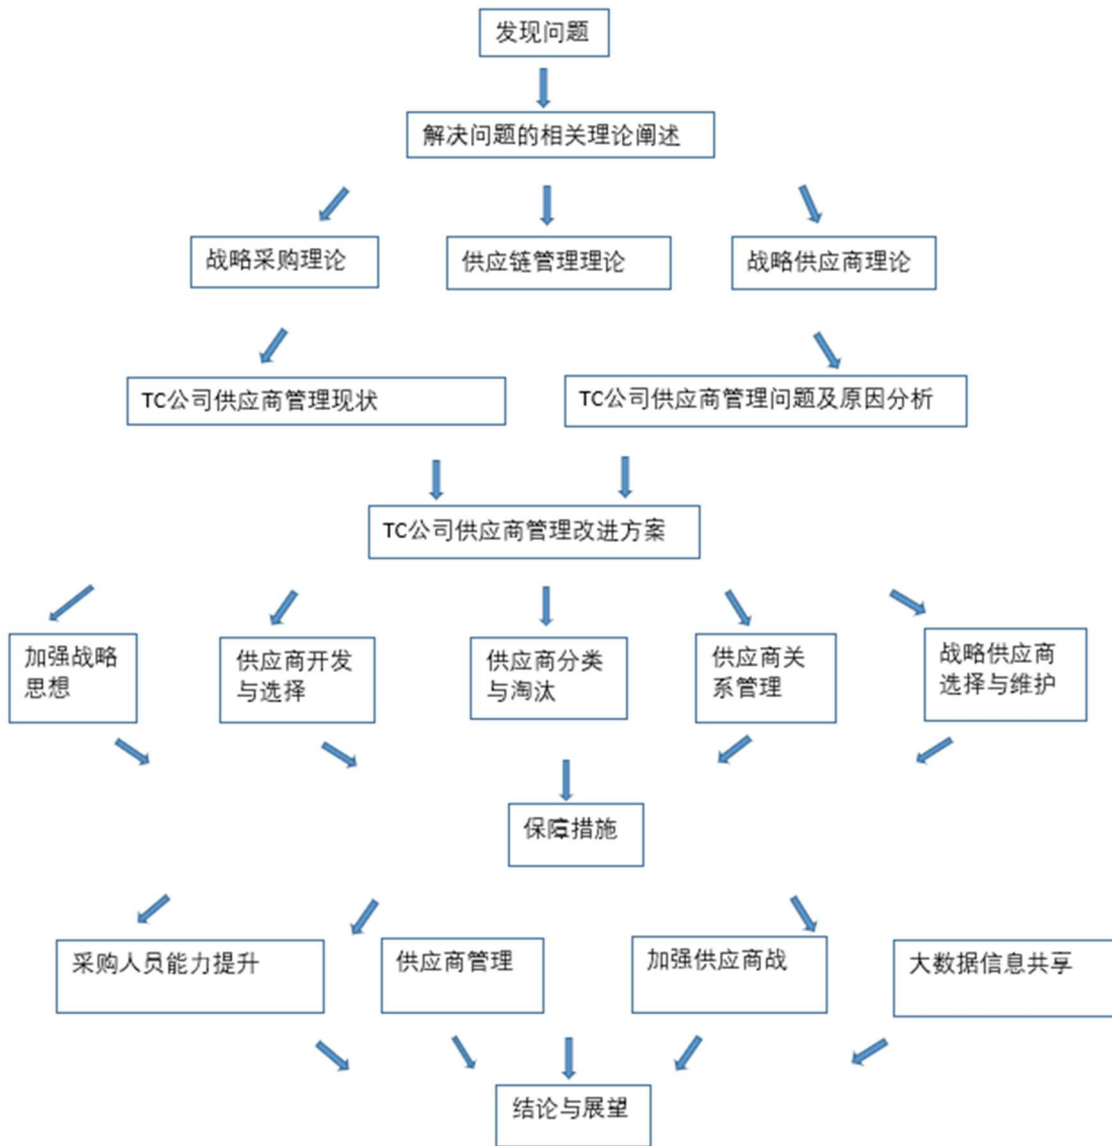 发现问题
解决问题的相关理论阐述
战略采购理论
供应链管理理论
战略供应商理论
TC公司供应商管理现状
TC公司供应商管理问题及原因分析
TC公司供应商管理改进方案
加强战略
思想
供应商开发
与选择
供应商分类
与淘汰
供应商关
系管理
战略供应商
选择与维护
保障措施
采购人员能力提升
供应商管理
加强供应商战
大数据信息共享
结论与展望